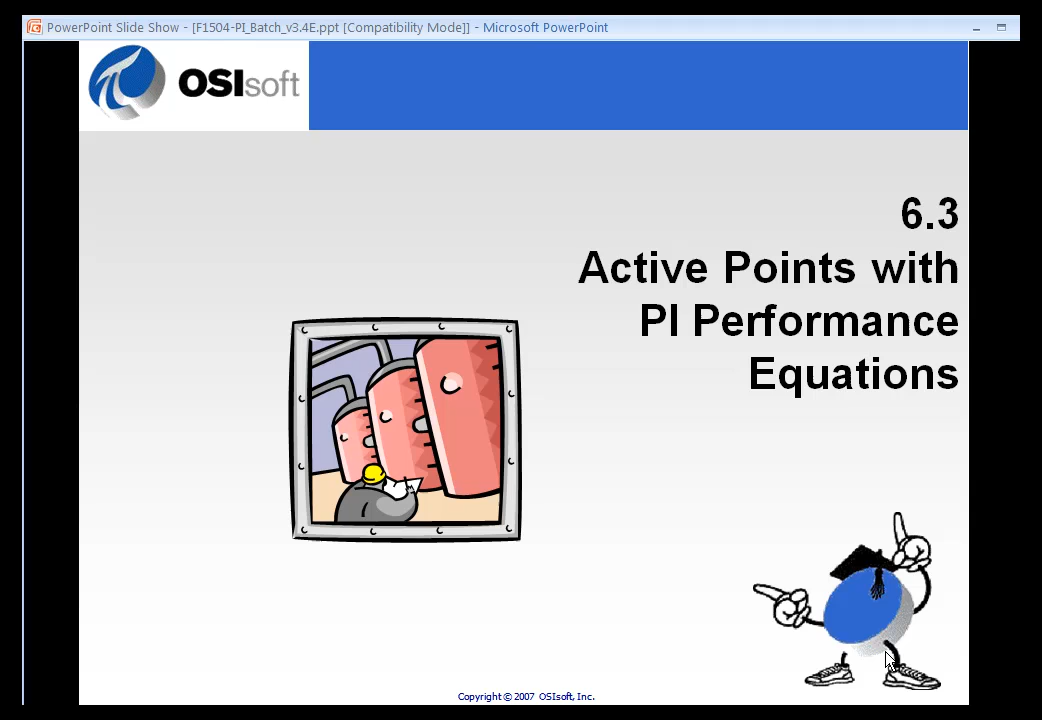 PowerPoint Slide Show - [F1504-PI_Batch_v3.4E.ppt [Compatibility Mode]] - Microsoft PowerPoint
OSIsoft
6.3
Active Points with
PI Performance
Equations
Copyright © 2007 OSIsoft, Inc.